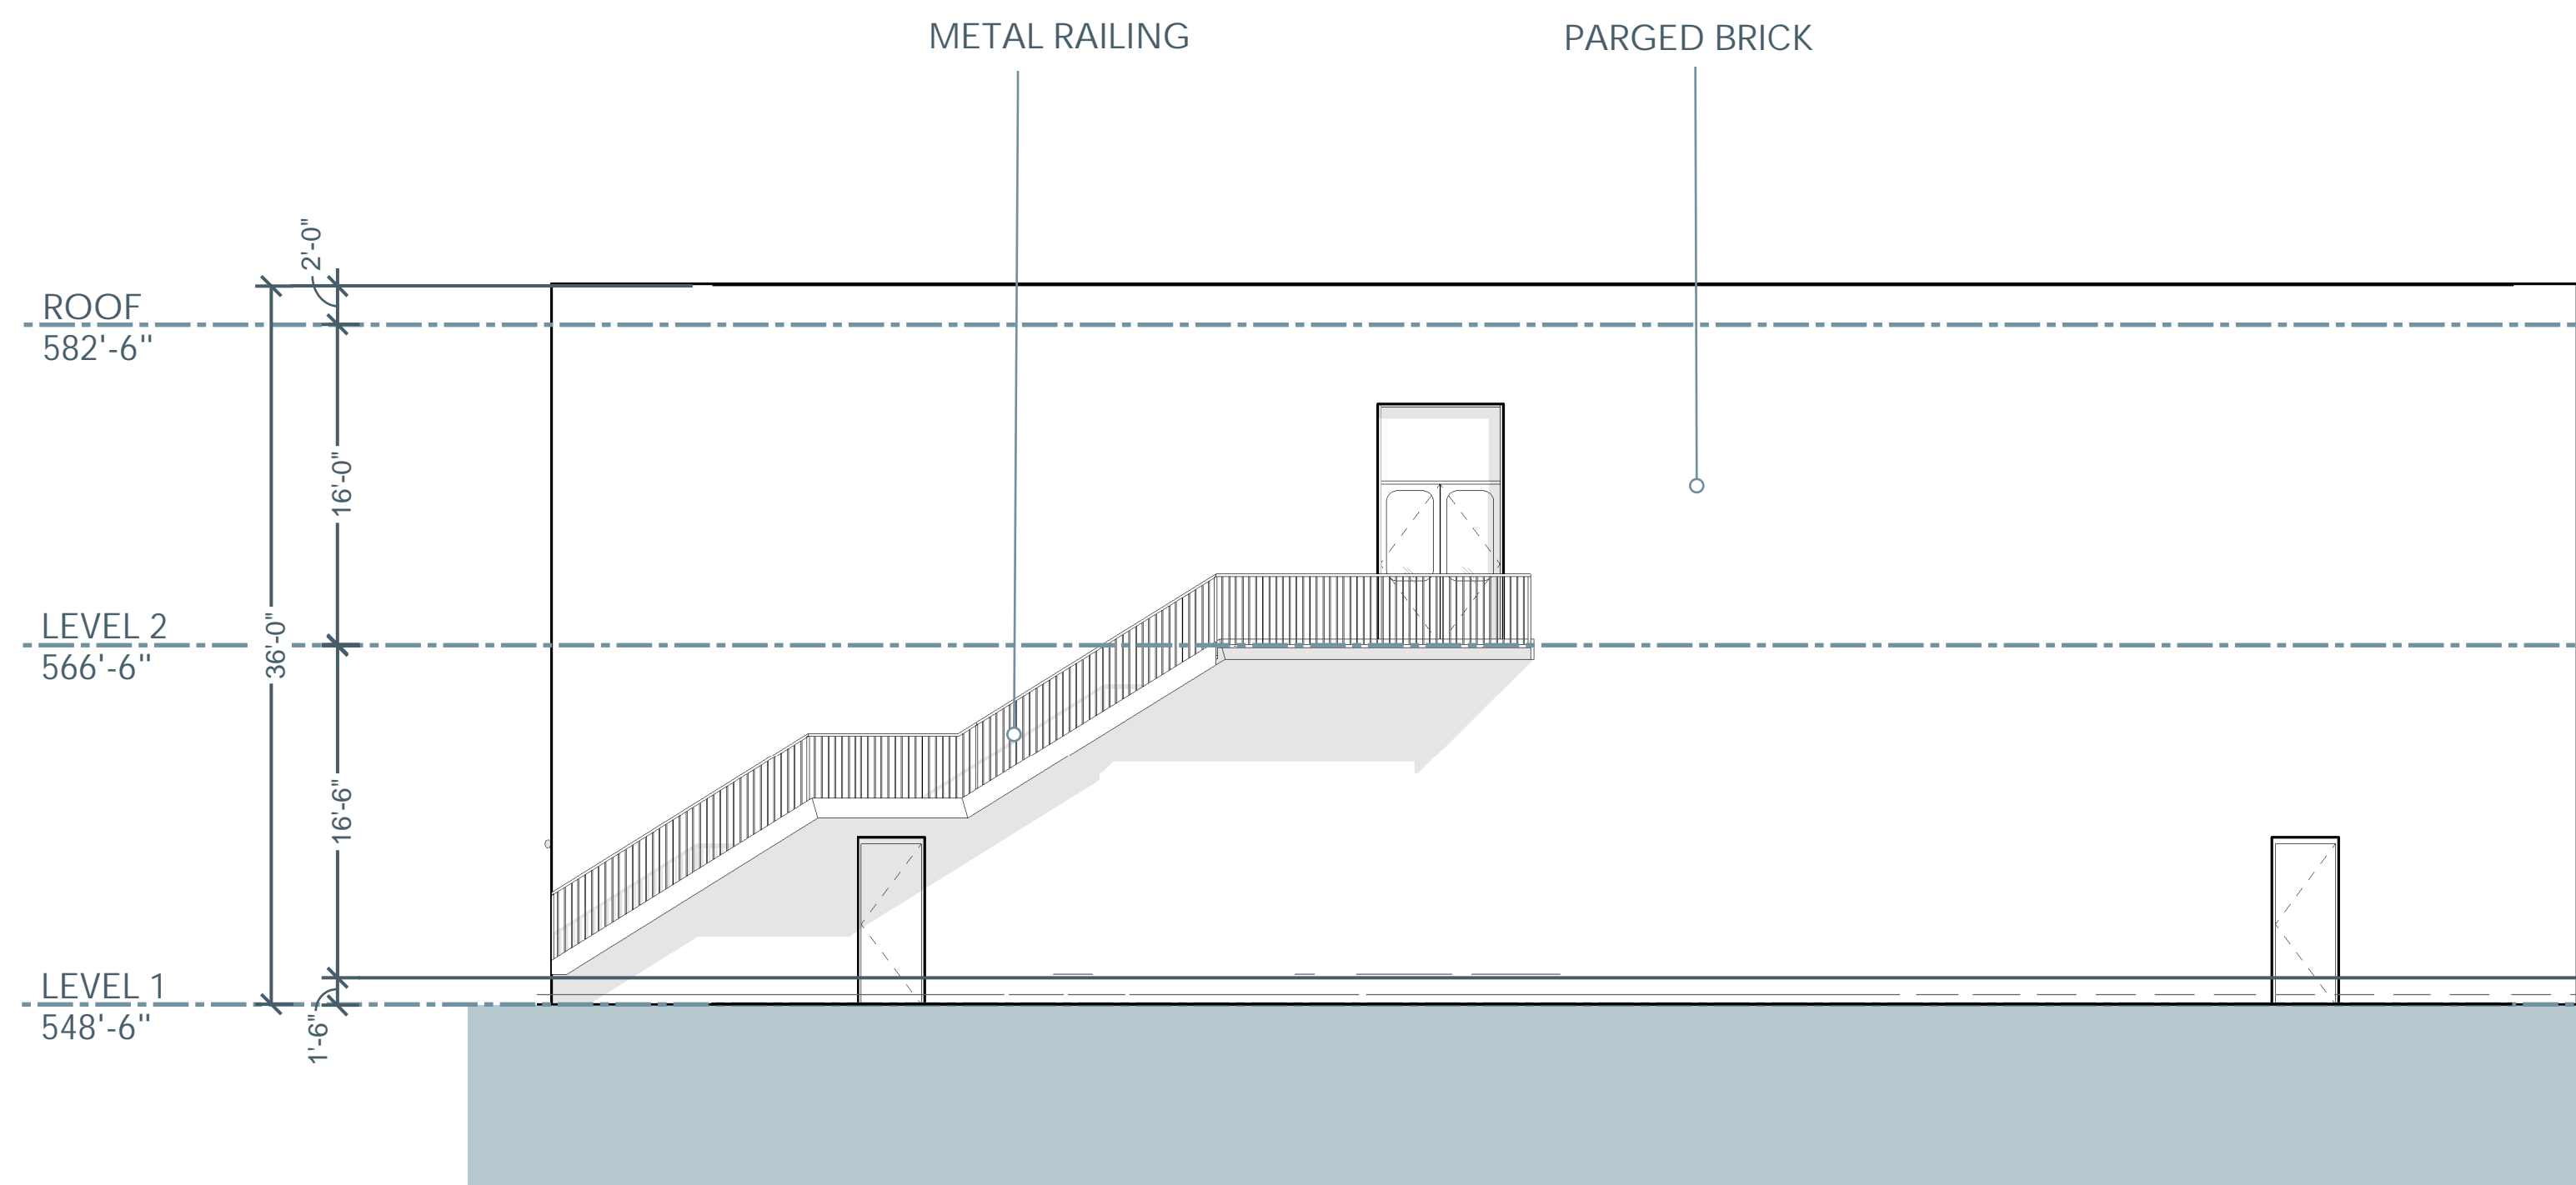 METAL RAILING
PARGED BRICK
2'-0"
ROOF
582'-6"
16'-0"
LEVEL 2
566'-6"
36'-0"
16'-6"
LEVEL 1
548'-6"
1'-6"